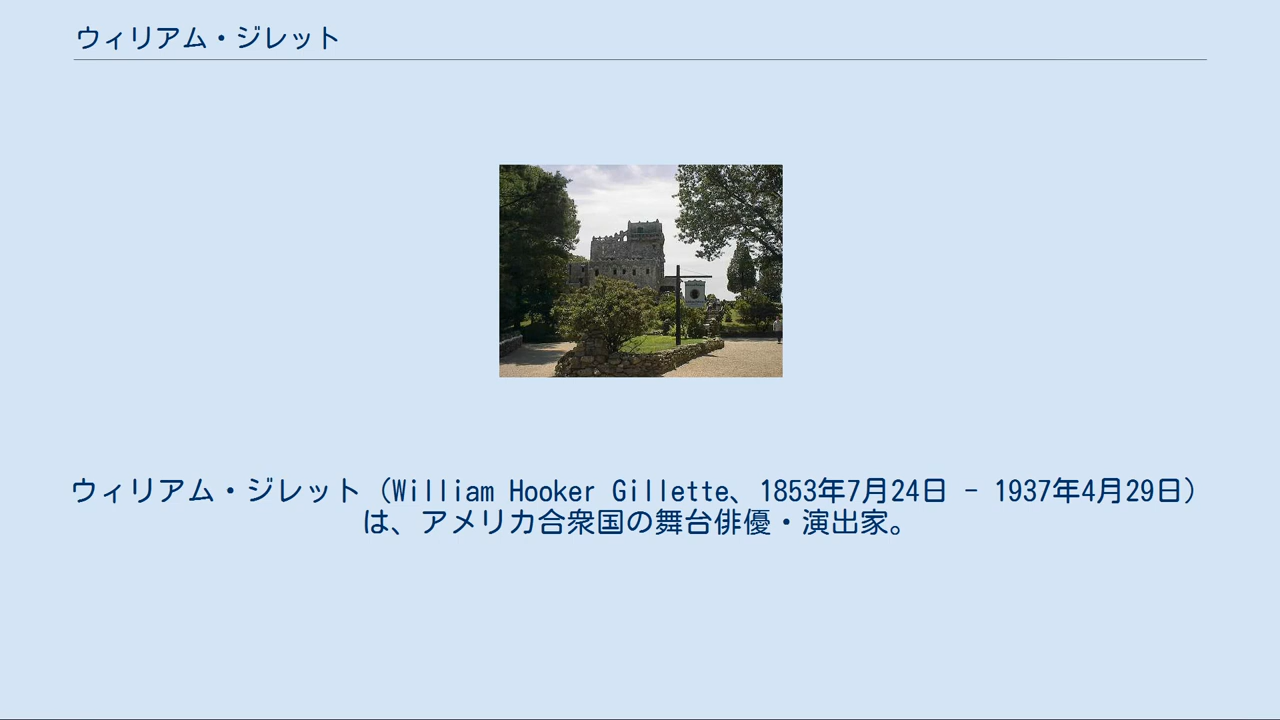 ウィリアム・ジレット
ウィリアム・ジレット（William Hooker Gillette、1853年7月24日 - 1937年4月29日）
は、アメリカ合衆国の舞台俳優・演出家。